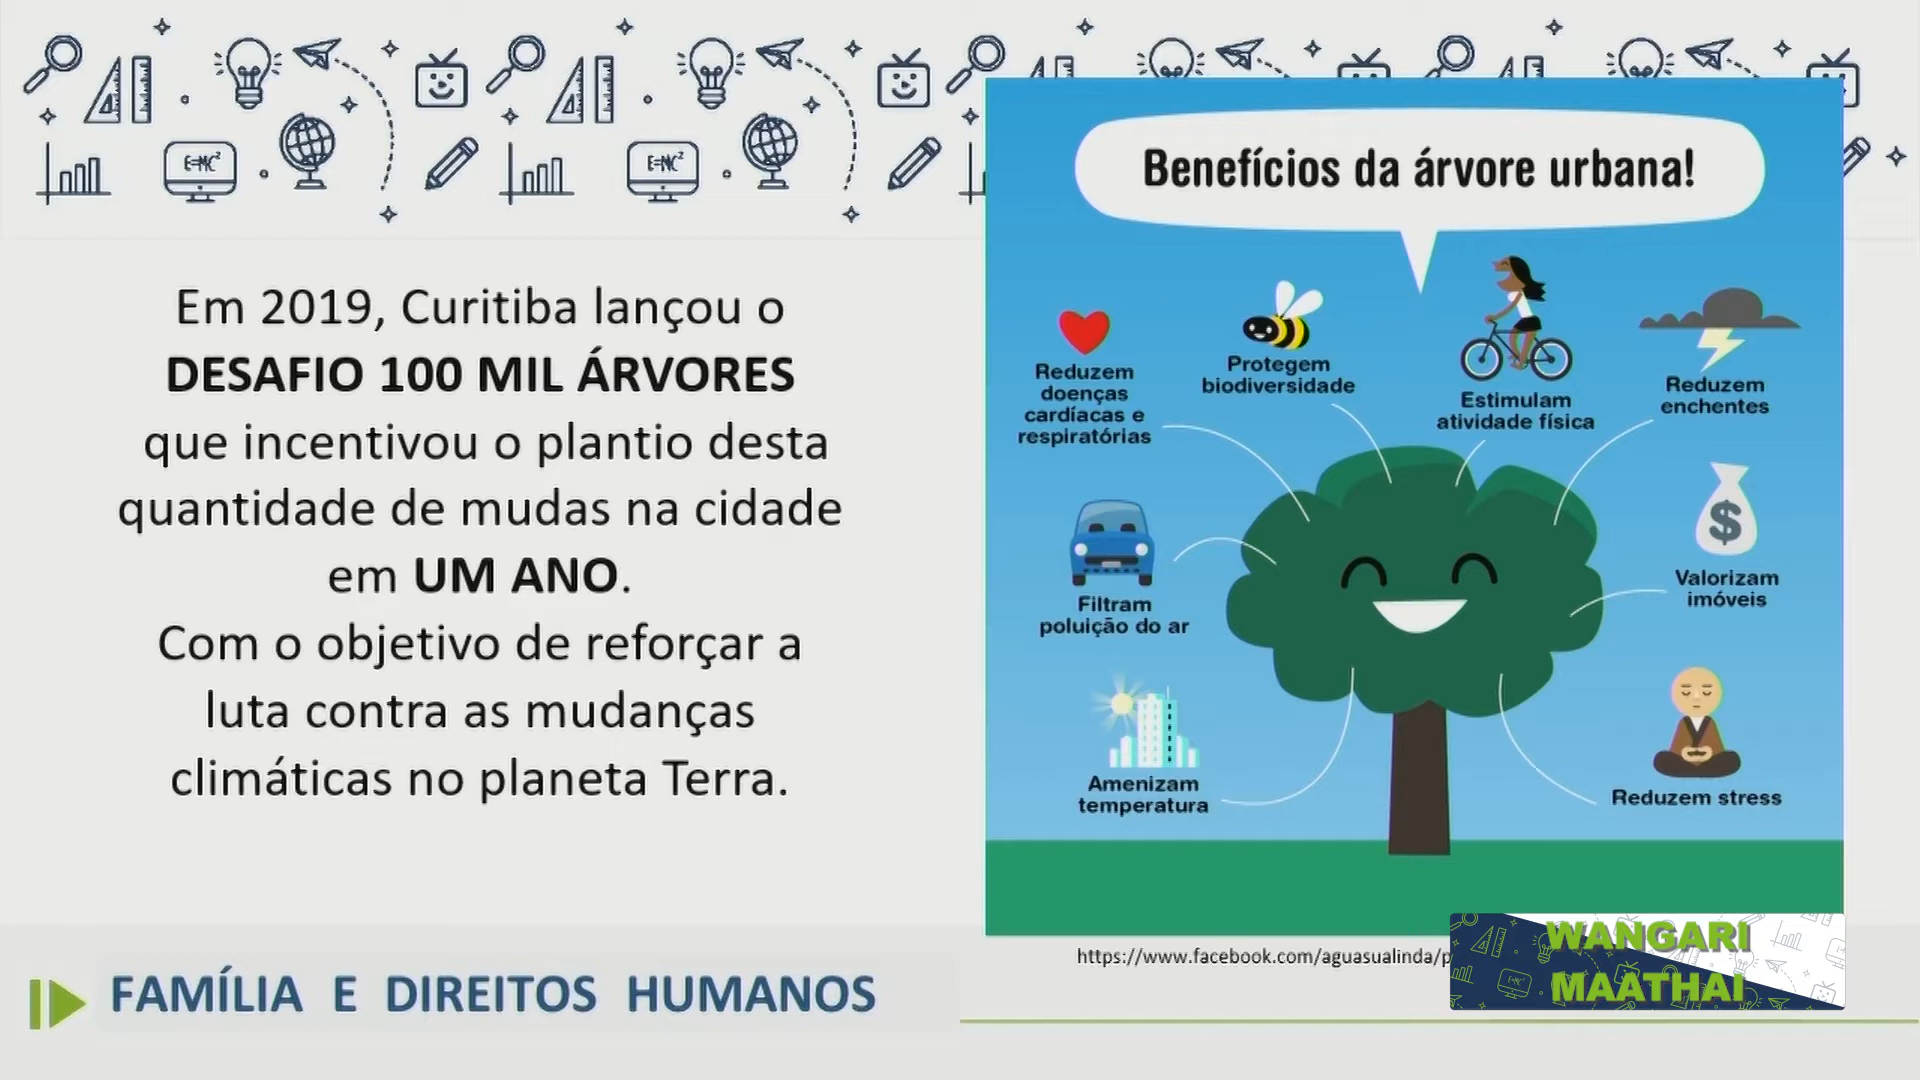 Em 2019, Curitiba lançou o
DESAFIO 100 MIL ÁRVORES
que incentivou o plantio desta
quantidade de mudas na cidade
em UM ANO.
Com o objetivo de reforçar a
luta contra as mudanças
climáticas no planeta Terra.
Benefícios da árvore urbana!
Reduzem
doenças
cardíacas e
respiratórias
Protegem
biodiversidade
Estimulam
atividade física
Reduzem
enchentes
Filtram
poluição do ar
$
Valorizam
imóveis
Amenizam
temperatura
Reduzem stress
https://www.facebook.com/aguasualinda/p
WANGARI
MAATHAI
FAMÍLIA E DIREITOS HUMANOS
E=MC²
E=MC²